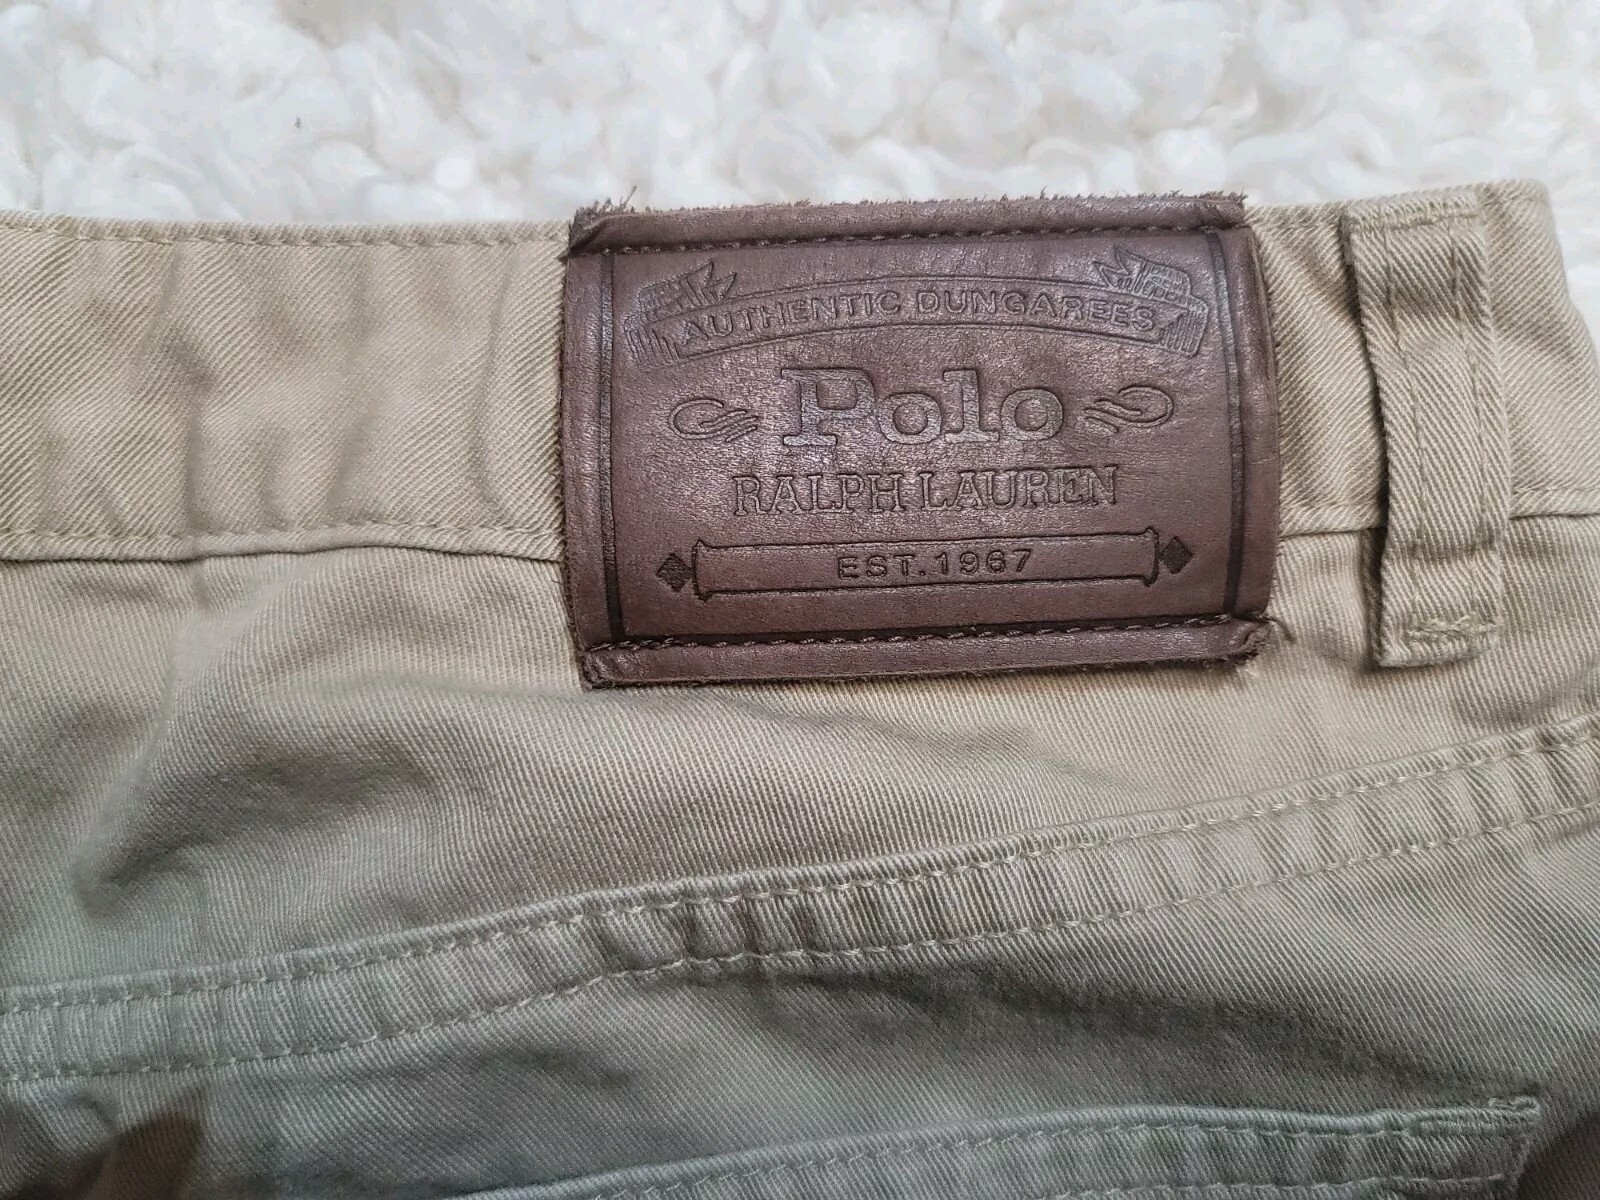 AUTHENTIC DUNGAREES
Polo
RALPH LAUREN
EST.1967